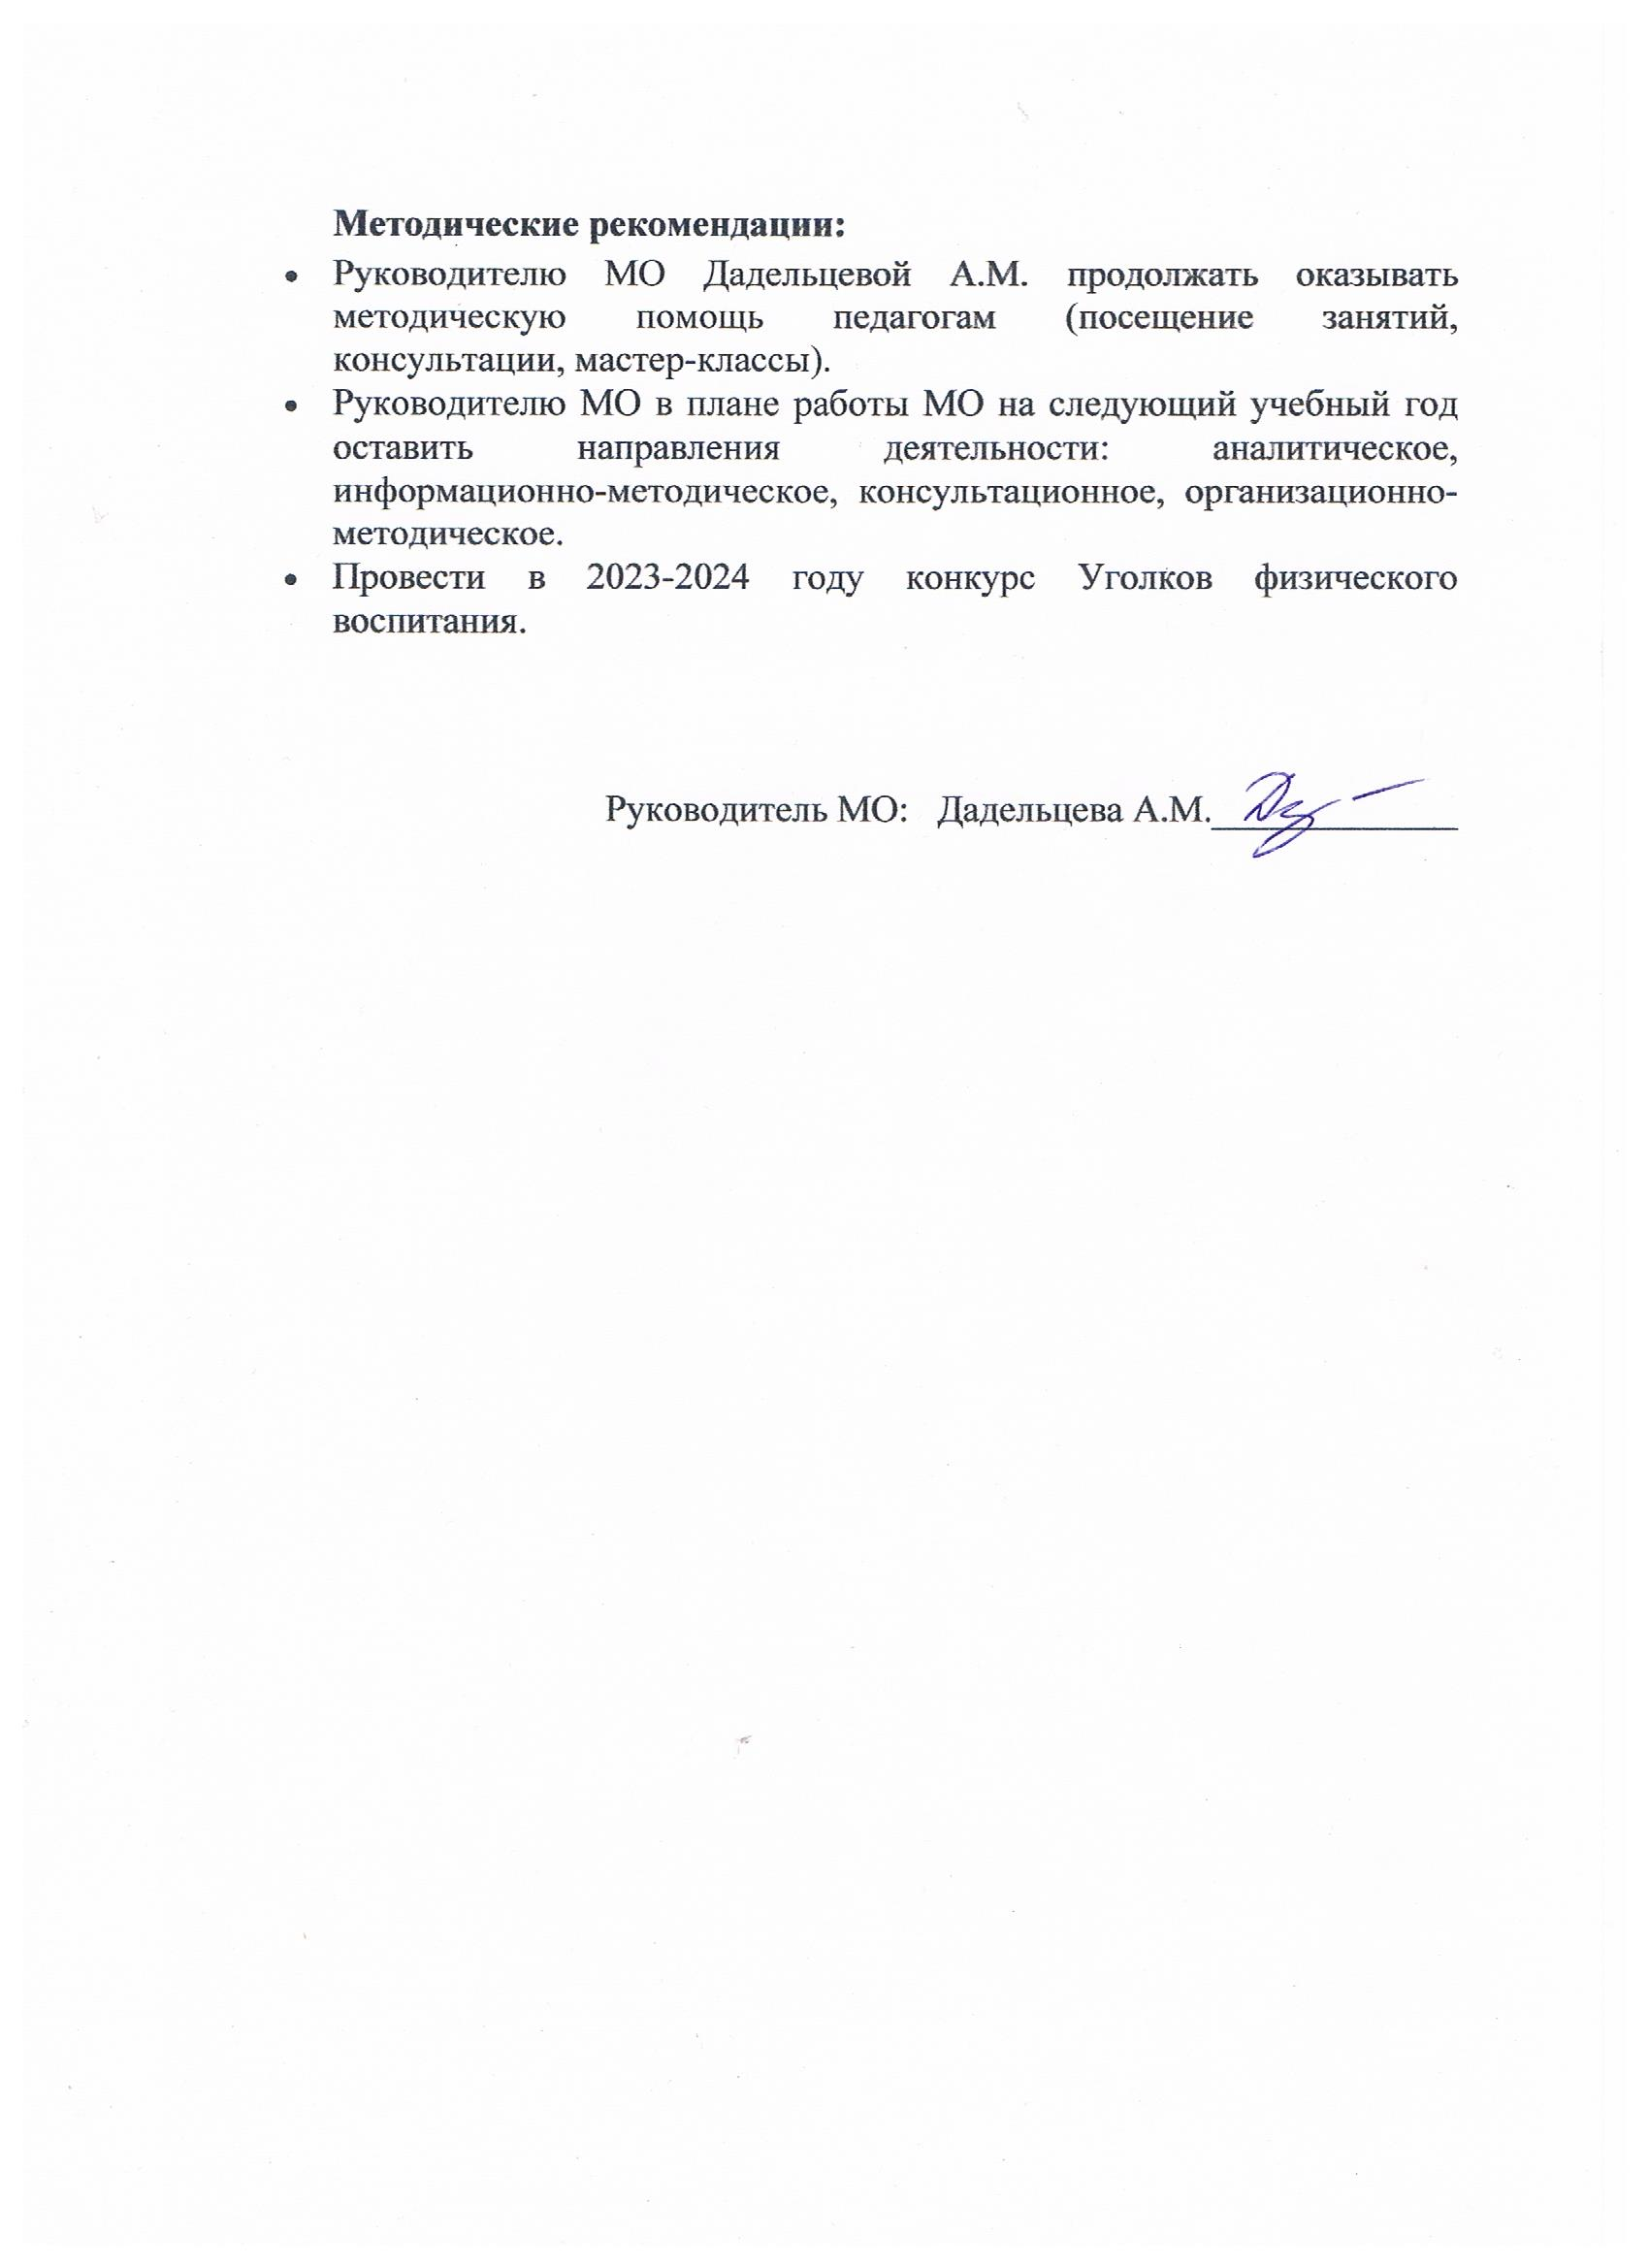 Методические рекомендации:
• Руководителю МО Дадельцевой А.М. продолжать оказывать
методическую помощь педагогам (посещение занятий,
консультации, мастер-классы).
• Руководителю МО в плане работы МО на следующий учебный год
оставить направления деятельности: аналитическое,
информационно-методическое, консультационное, организационно-
методическое.
• Провести в 2023-2024 году конкурс Уголков физического
воспитания.
Руководитель МО: Дадельцева А.М.